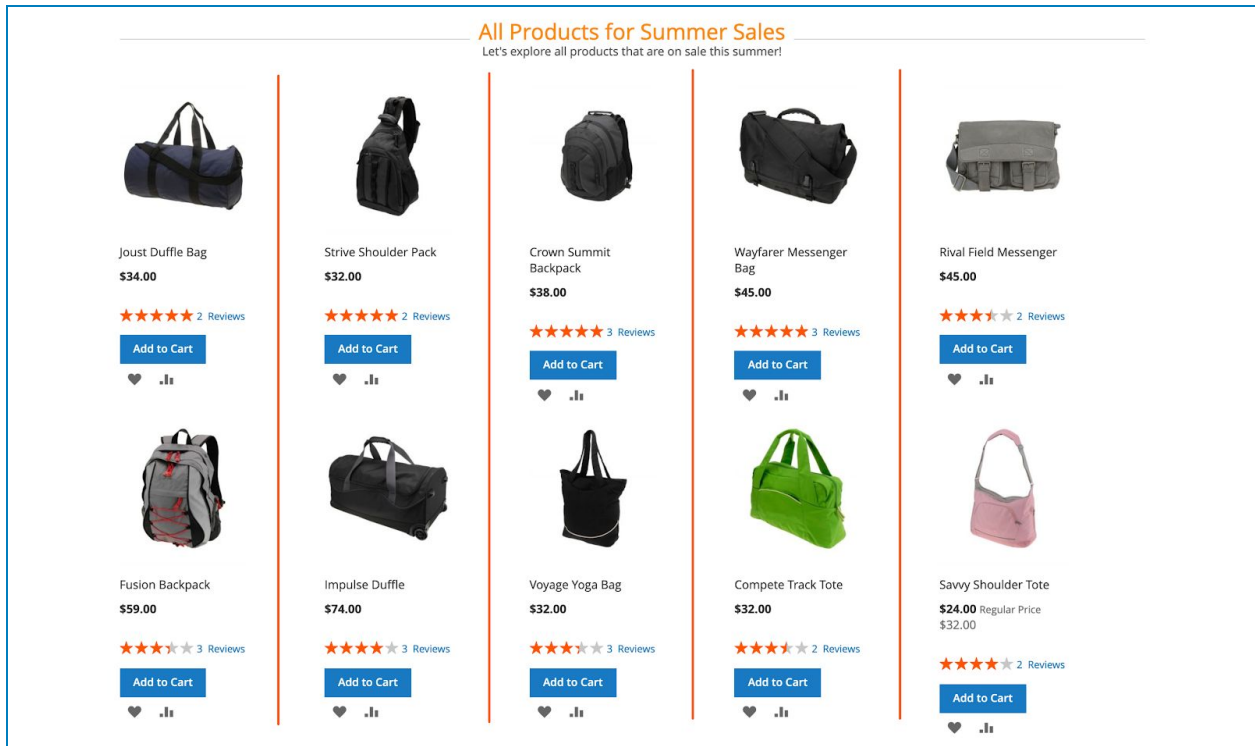 All Products for Summer Sales
Let's explore all products that are on sale this summer!
Joust Duffle Bag
$34.00
2 Reviews
Add to Cart
Strive Shoulder Pack
$32.00
2 Reviews
Add to Cart
Crown Summit
Backpack
$38.00
3 Reviews
Add to Cart
Wayfarer Messenger
Bag
$45.00
3 Reviews
Add to Cart
Rival Field Messenger
$45.00
2 Reviews
Add to Cart
Fusion Backpack
$59.00
3 Reviews
Add to Cart
Impulse Duffle
$74.00
3 Reviews
Add to Cart
Voyage Yoga Bag
$32.00
3 Reviews
Add to Cart
Compete Track Tote
$32.00
2 Reviews
Add to Cart
Savvy Shoulder Tote
$24.00 Regular Price
$32.00
2 Reviews
Add to Cart